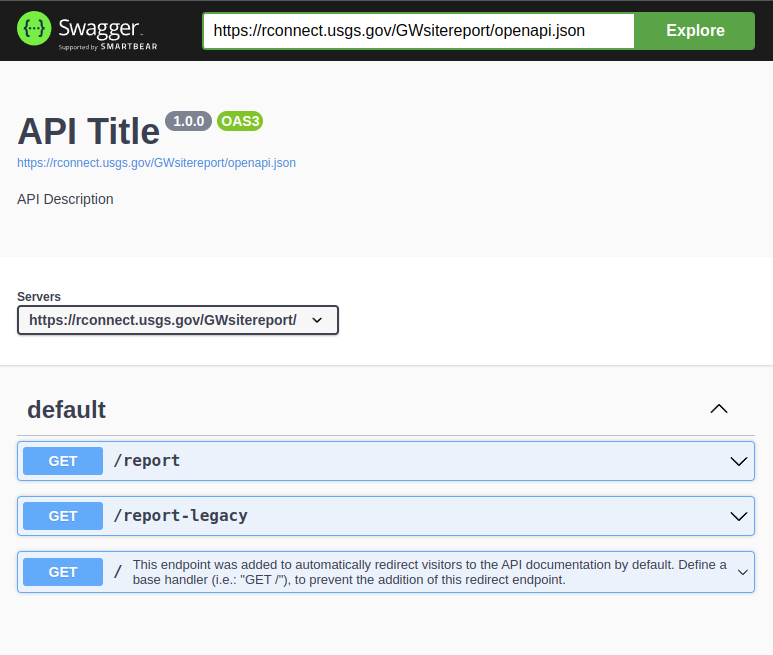 Swagger
Supported by SMARTBEAR
https://rconnect.usgs.gov/GWsitereport/openapi.json
Explore
API Title
1.0.0
OAS3
https://rconnect.usgs.gov/GWsitereport/openapi.json
API Description
Servers
https://rconnect.usgs.gov/GWsitereport/
default
GET /report
GET /report-legacy
GET / This endpoint was added to automatically redirect visitors to the API documentation by default. Define a
base handler (i.e.: "GET /"), to prevent the addition of this redirect endpoint.